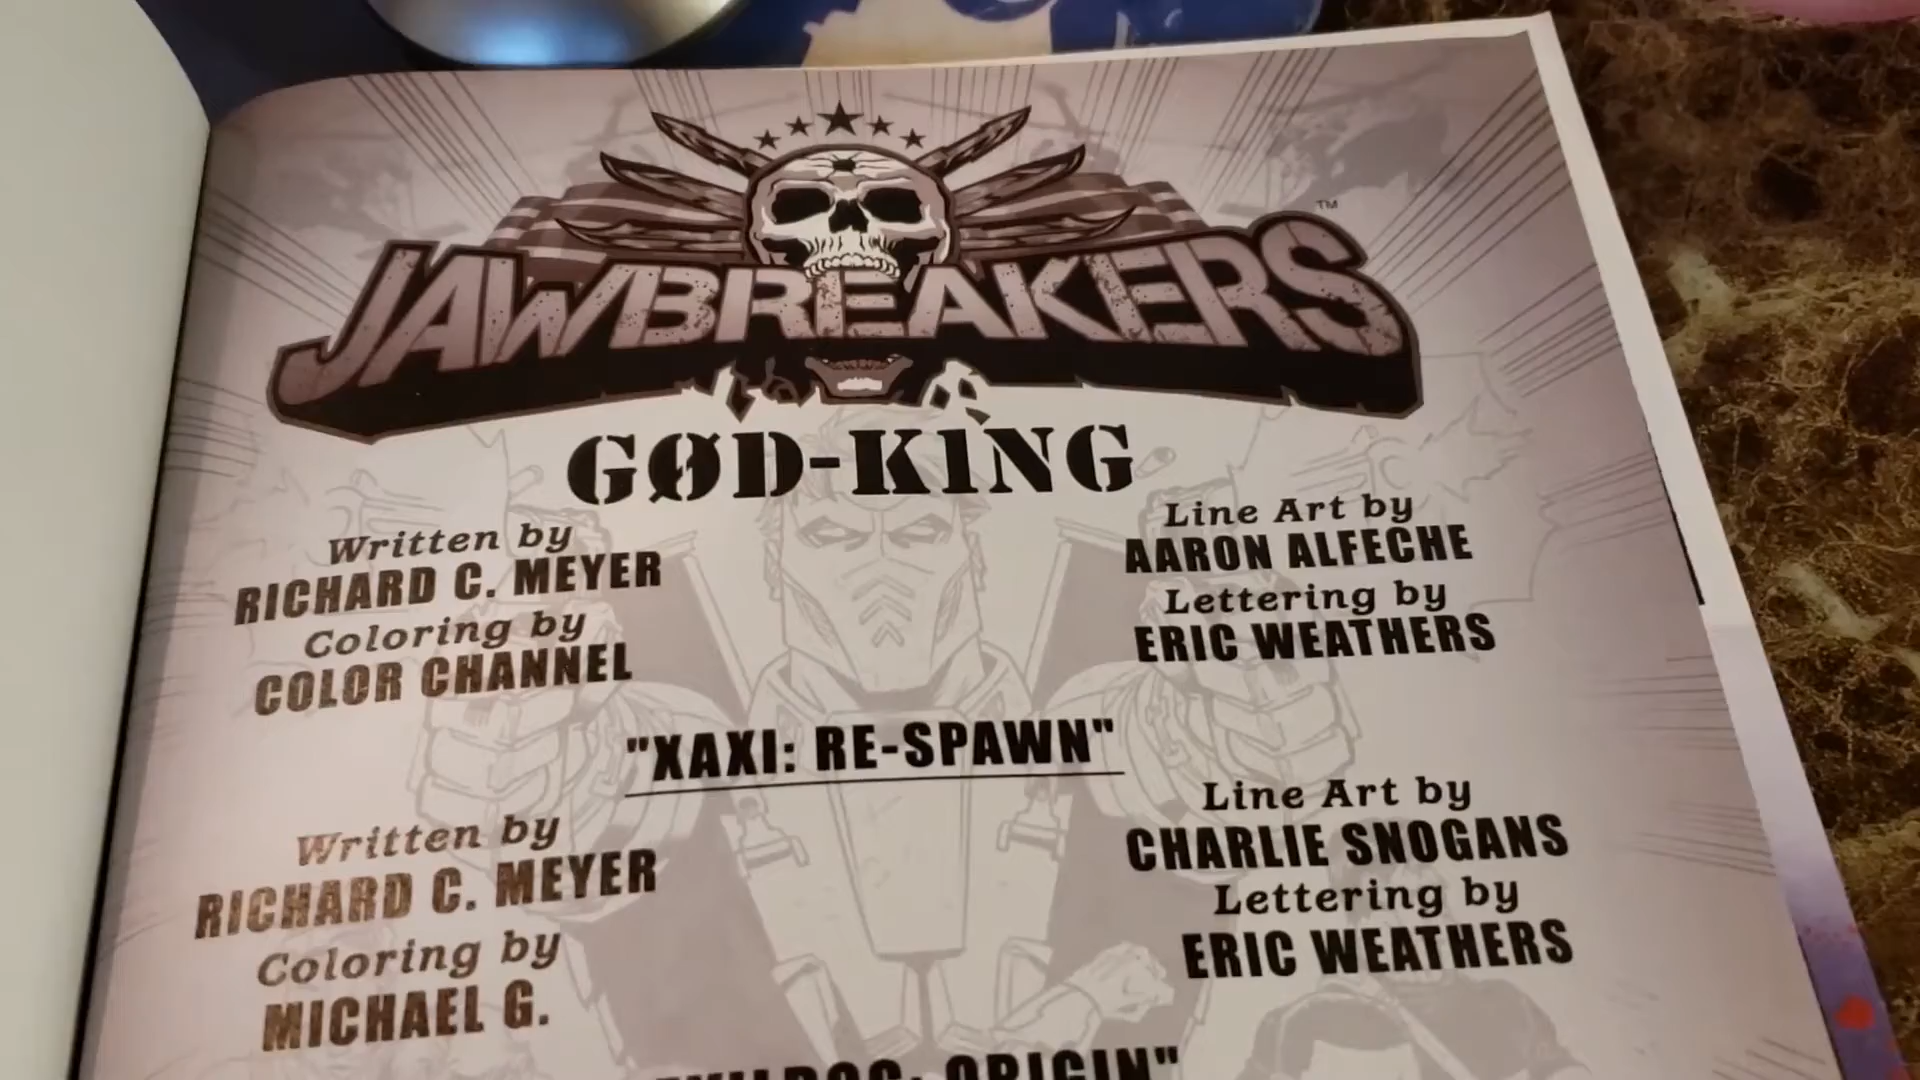 JAWBREAKERS
TM
GØD-K1NG
Written by
RICHARD C. MEYER
Coloring by
COLOR CHANNEL
Line Art by
AARON ALFECHE
Lettering by
ERIC WEATHERS
"XAXI: RE-SPAWN"
Written by
RICHARD C. MEYER
Coloring by
MICHAEL G.
Line Art by
CHARLIE SNOGANS
Lettering by
ERIC WEATHERS
ORIGIN"